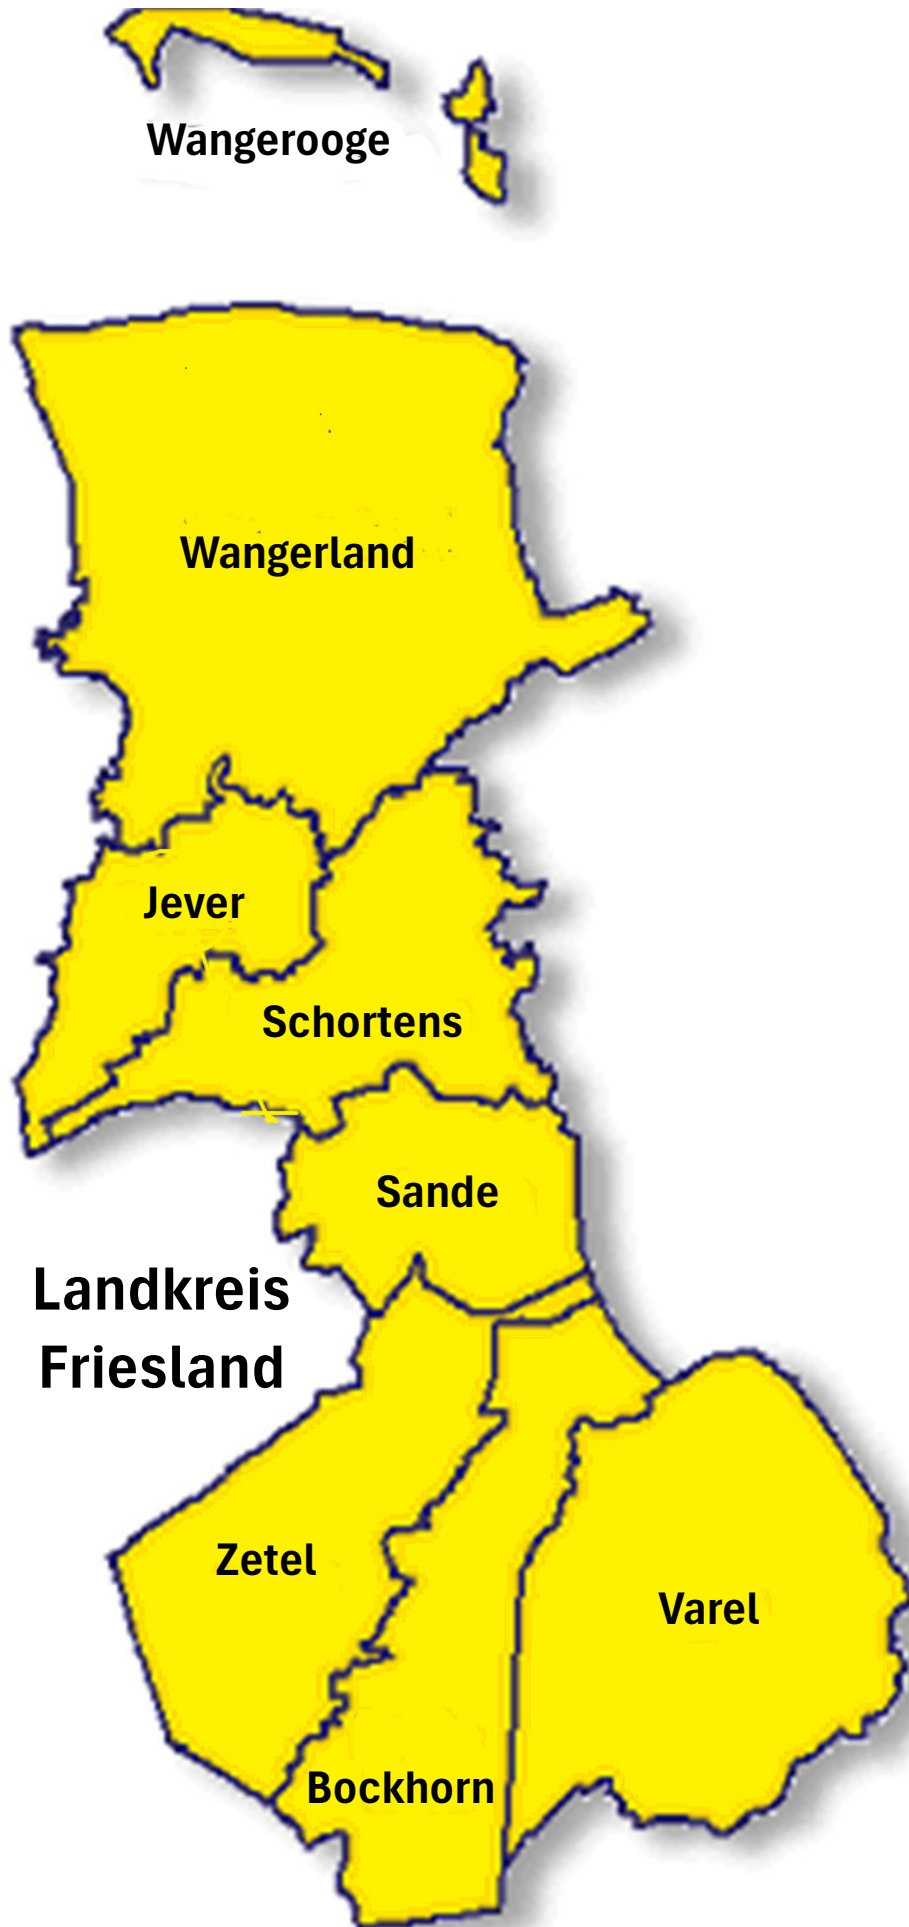 Wangerooge
Wangerland
Jever
Schortens
Sande
Landkreis
Friesland
Zetel
Varel
Bockhorn